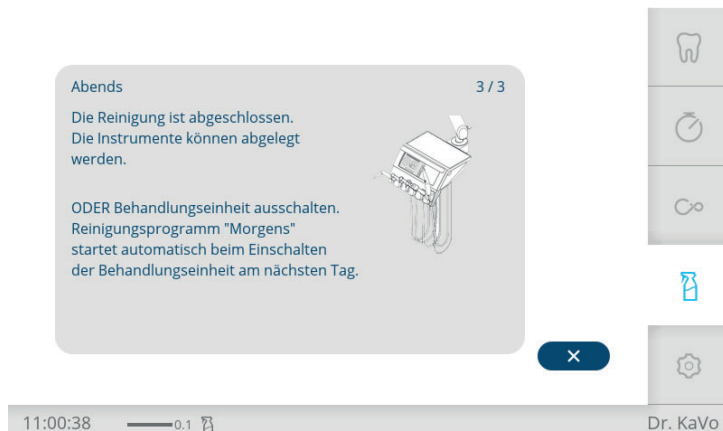 Abends 3 / 3
Die Reinigung ist abgeschlossen.
Die Instrumente können abgelegt
werden.
ODER Behandlungseinheit ausschalten.
Reinigungsprogramm "Morgens"
startet automatisch beim Einschalten
der Behandlungseinheit am nächsten Tag.
11:00:38 0.1 Dr. KaVo